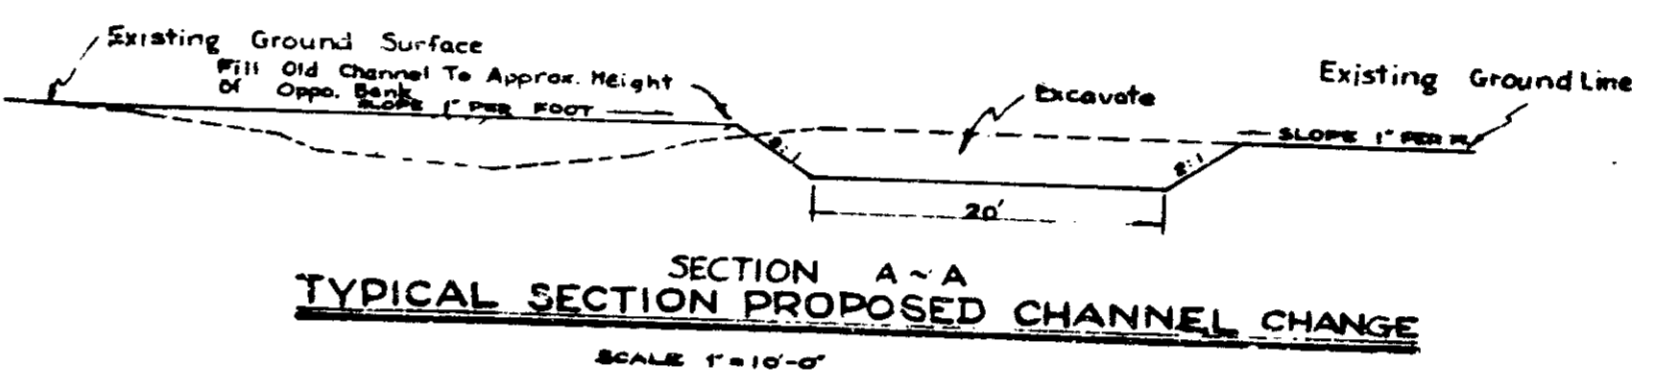 Existing Ground Surface
Fill Old Channel To Approx. Height
Of Oppo. Bank
SLOPE 1" PER FOOT
Excavate
Existing Ground Line
SLOPE 1" PER Ft.
2:1
2:1
20'
SECTION A~A
TYPICAL SECTION PROPOSED CHANNEL CHANGE
SCALE 1"=10'-0"